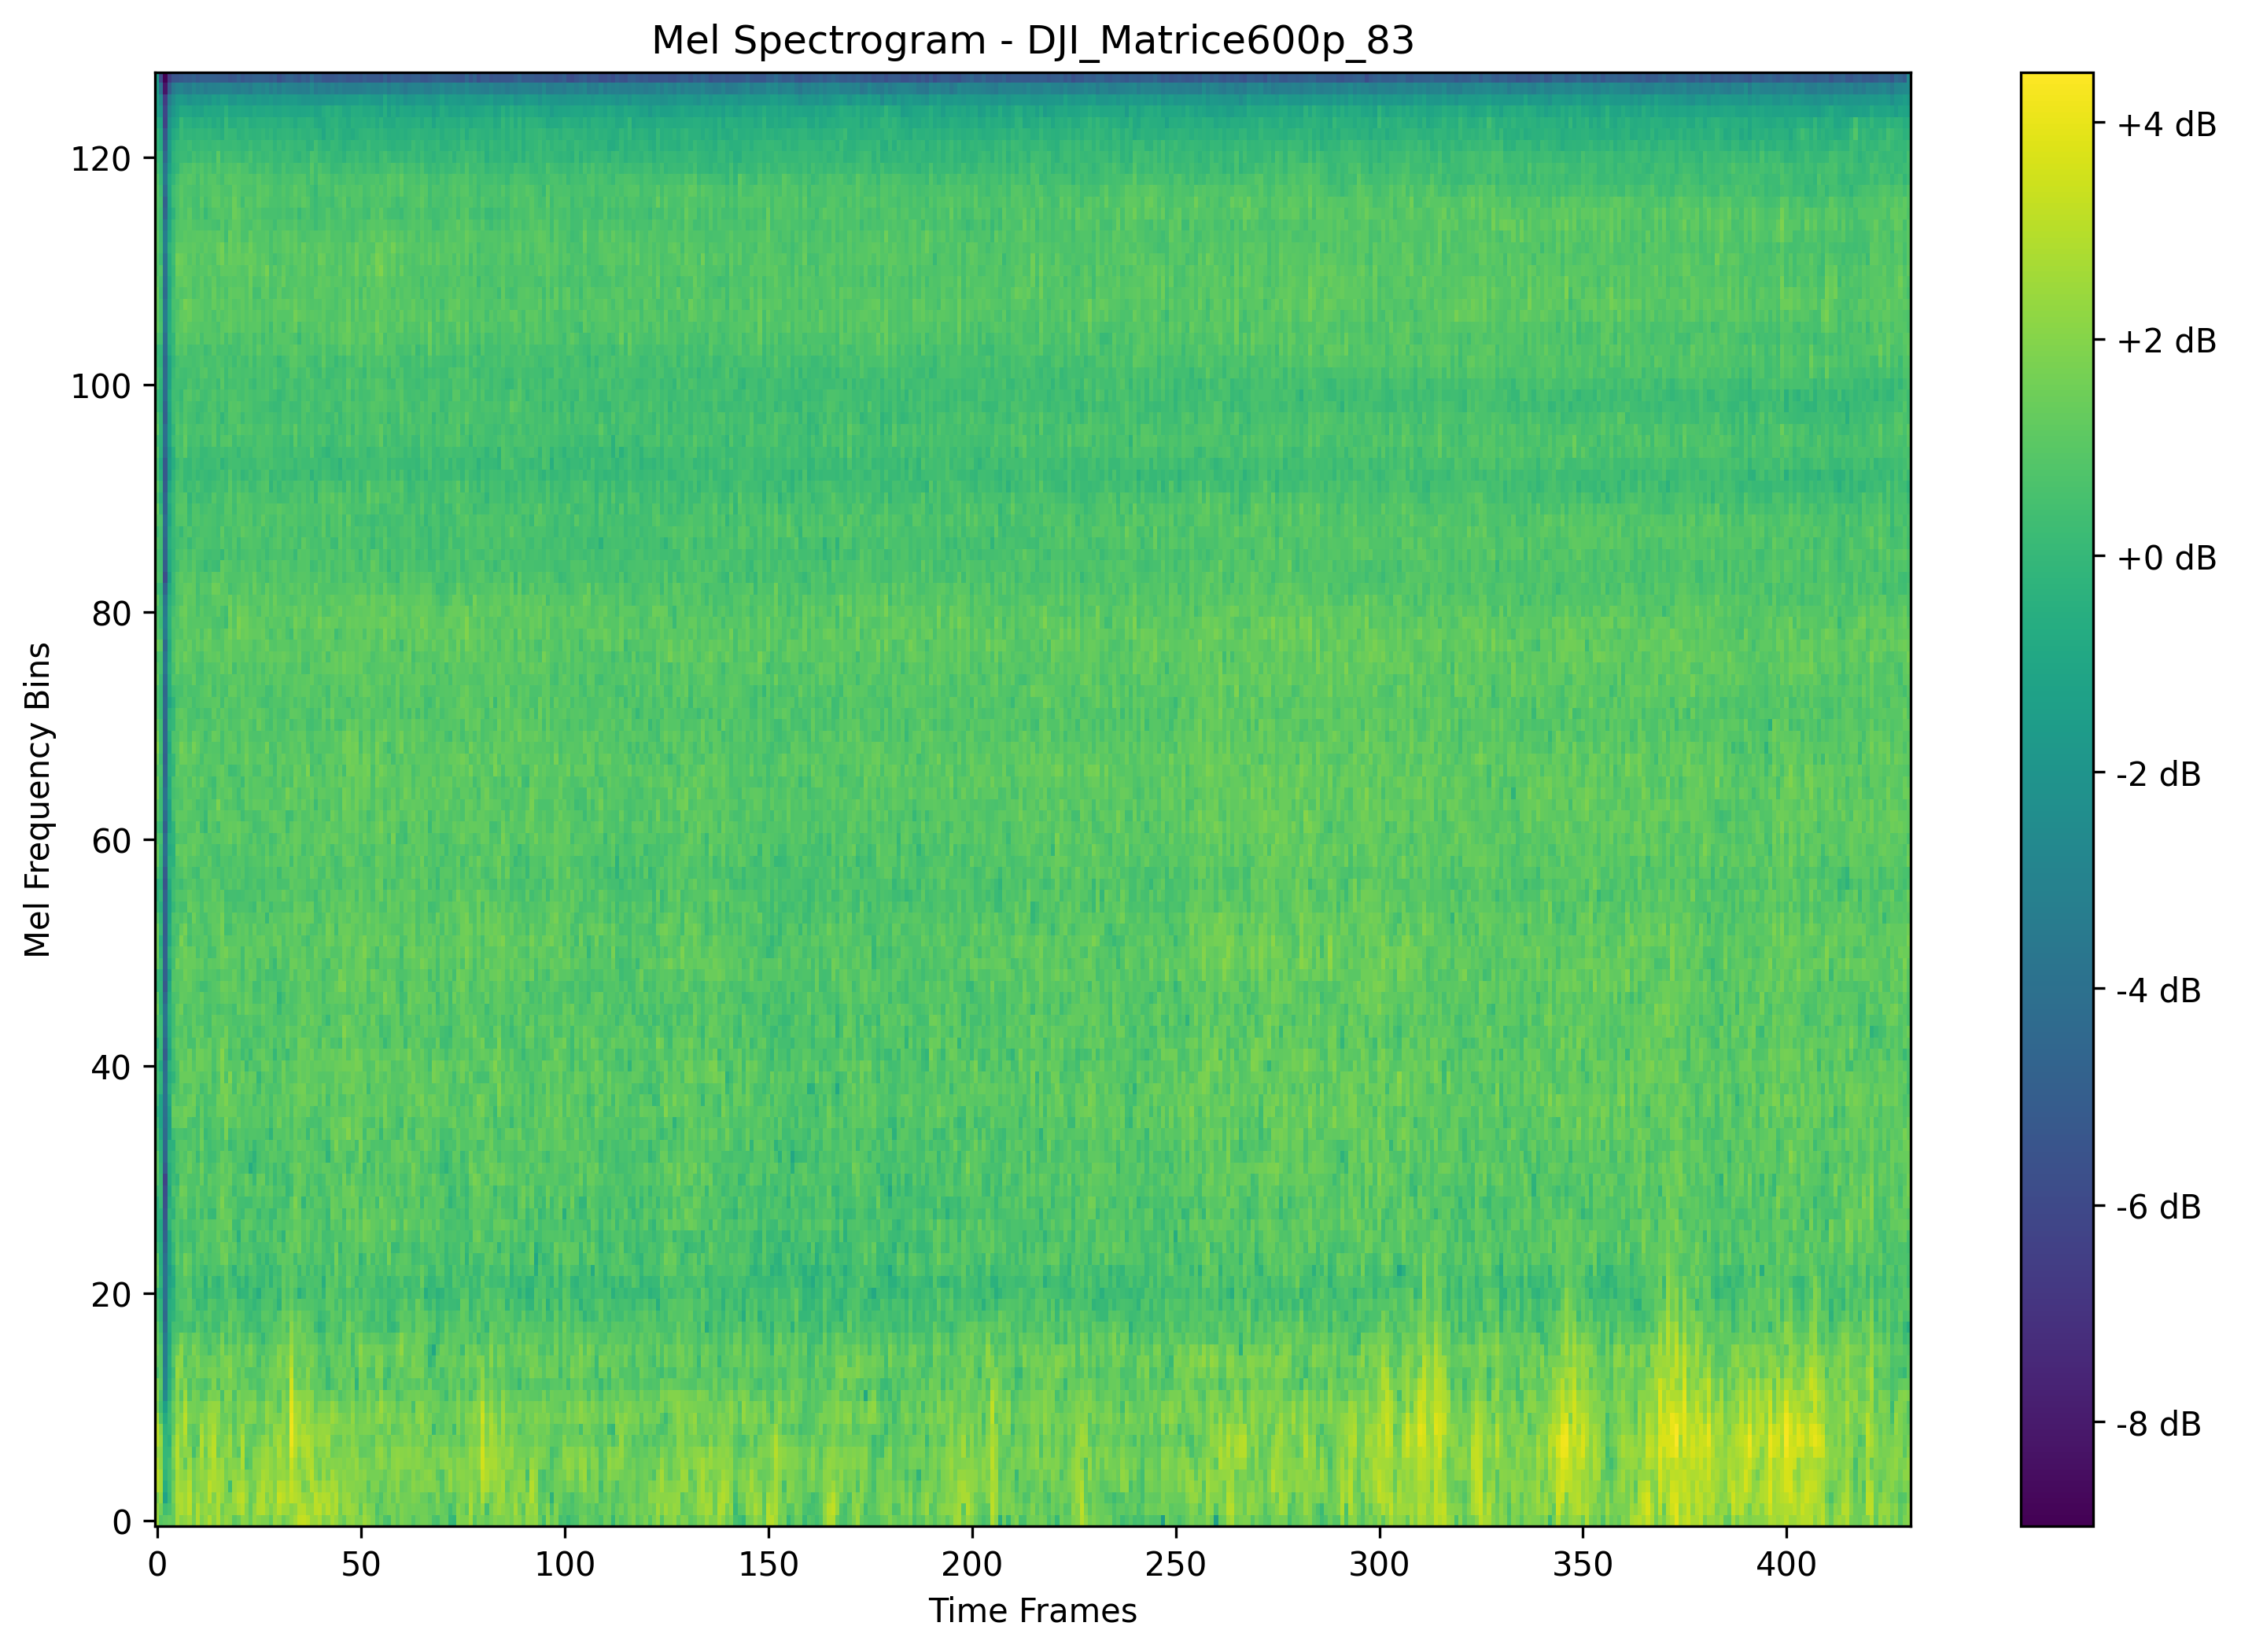 Mel Spectrogram - DJI_Matrice600p_83
Mel Frequency Bins
120
100
80
60
40
20
0
0 50 100 150 200 250 300 350 400
Time Frames
+4 dB
+2 dB
+0 dB
-2 dB
-4 dB
-6 dB
-8 dB